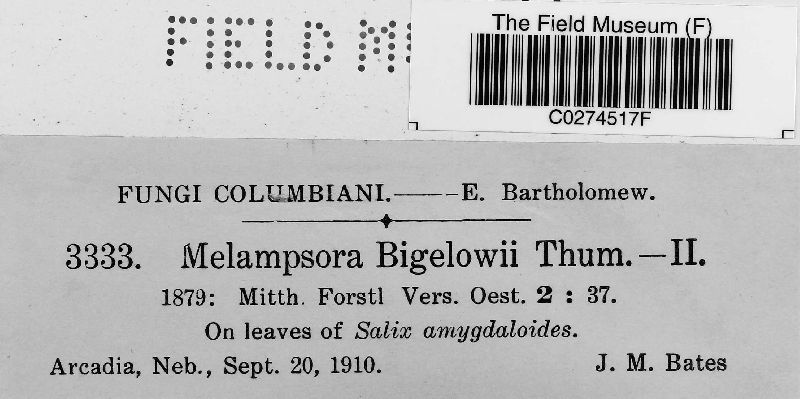 FIELD M
The Field Museum (F)
C0274517F
FUNGI COLUMBIANI.——E. Bartholomew.
3333. Melampsora Bigelowii Thum.—II.
1879: Mitth. Forstl Vers. Oest. 2 : 37.
On leaves of Salix amygdaloides.
Arcadia, Neb., Sept. 20, 1910. J. M. Bates